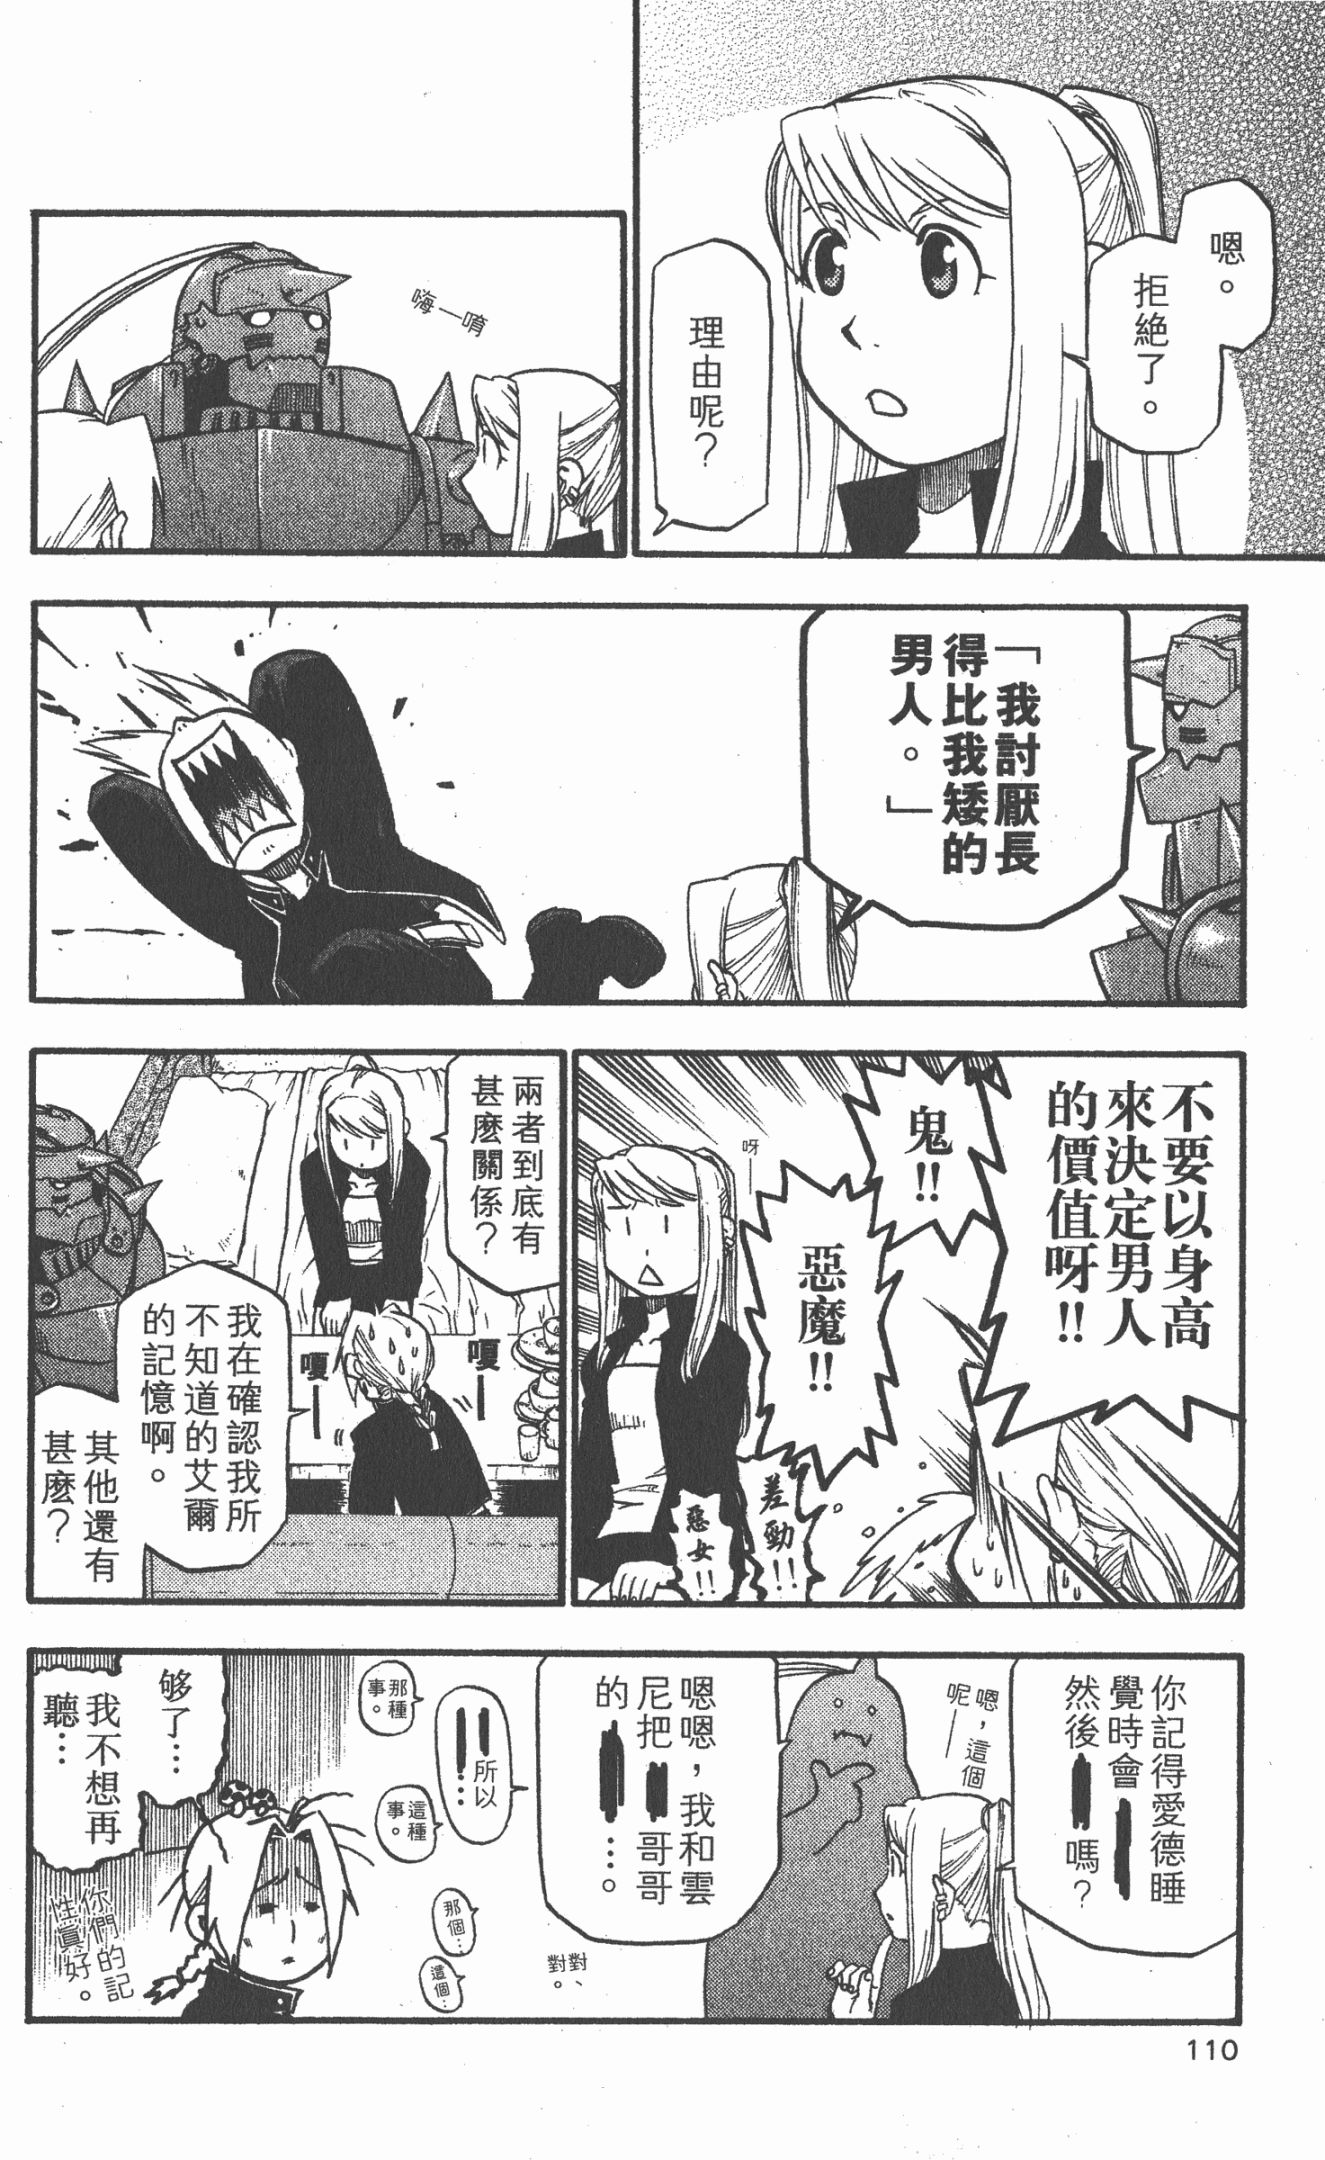 嗯。
拒絕了。
理由呢？
嗨一唷
「我討厭長
得比我矮的
男人。」
不要以身高
來決定男人
的價值呀!!
鬼!!
惡魔!!
呀—
差勁!!
惡女!!
兩者到底有
甚麼關係？
嗄—
嗄—
我在確認我所
不知道的艾爾
的記憶啊。
其他還有
甚麼？
你記得愛德睡
覺時會
然後 嗎？
嗯，這個
呢—
嗯嗯，我和雲
尼把 哥哥
的 …。
對、
對。
所以
…
那種
事。
這種
事。
那個…
這個…
够了…
我不想再
聽…
你們的記
性真好。
110